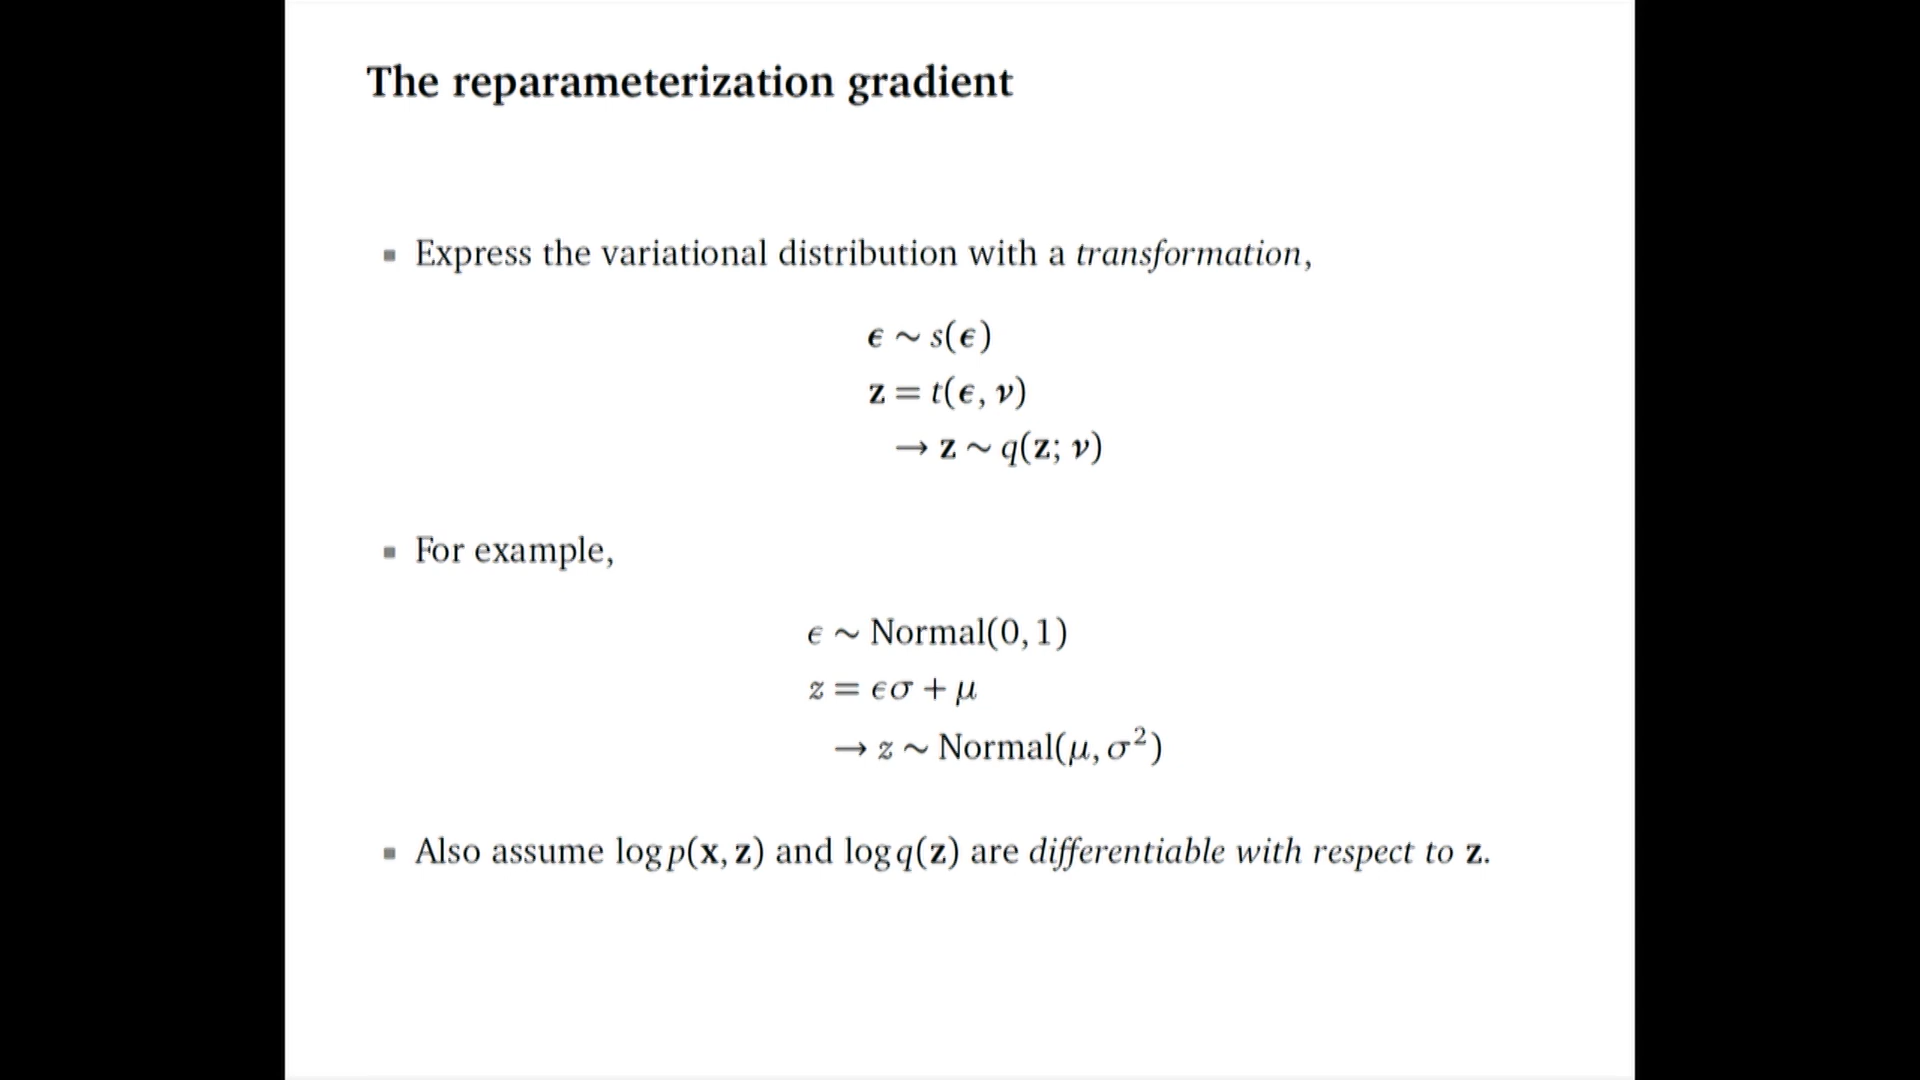 The reparameterization gradient
▪ Express the variational distribution with a transformation,
ϵ ∼ s(ϵ)
z = t(ϵ, ν)
→ z ∼ q(z; ν)
▪ For example,
ϵ ∼ Normal(0, 1)
z = ϵσ + μ
→ z ∼ Normal(μ, σ²)
▪ Also assume log p(x, z) and log q(z) are differentiable with respect to z.